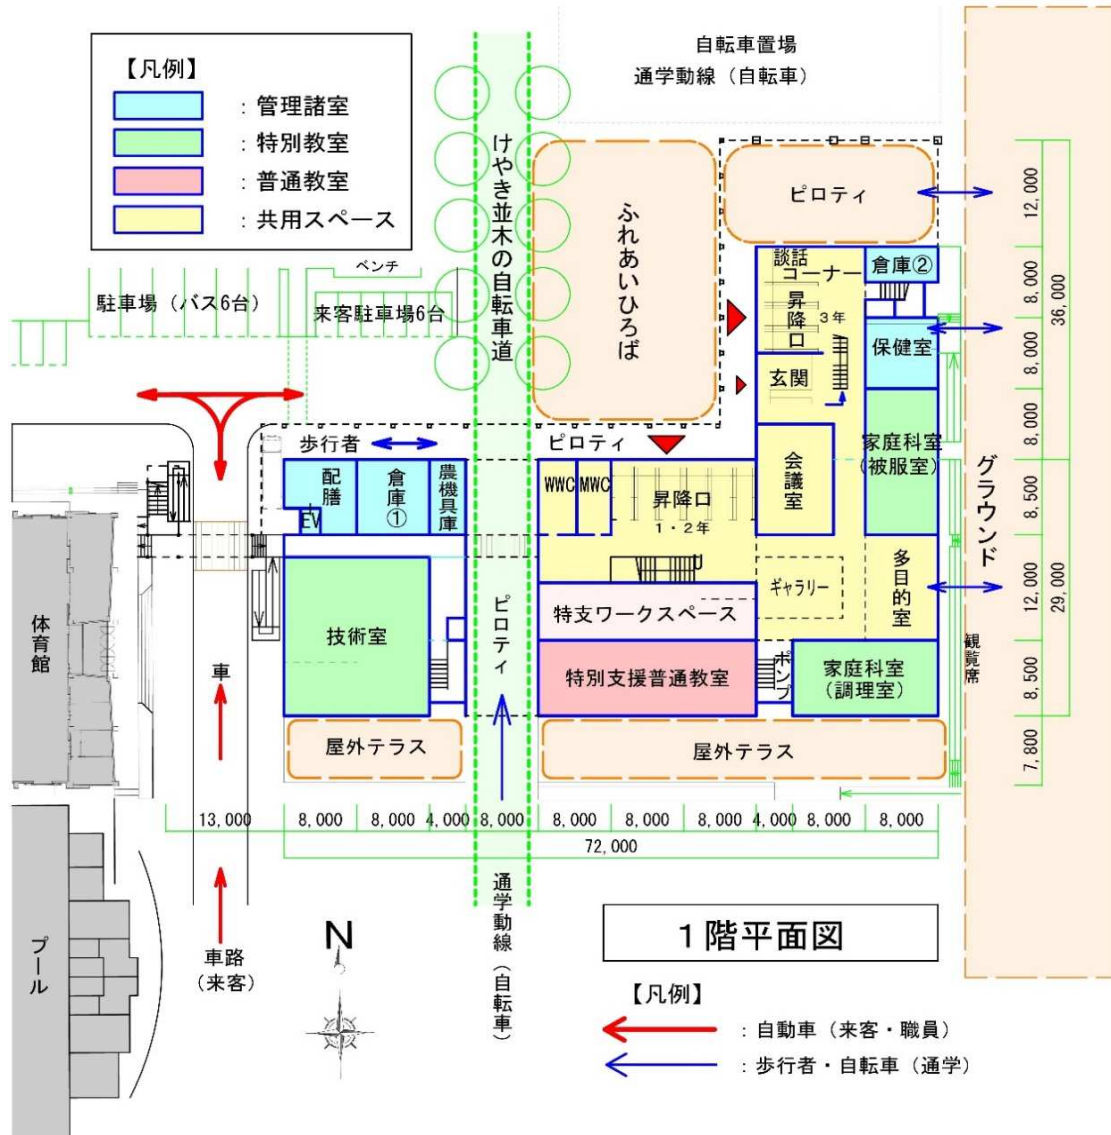 【凡例】
：管理諸室
：特別教室
：普通教室
：共用スペース
自転車置場
通学動線（自転車）
けやき並木の自転車道
ふれあいひろば
ピロティ
ベンチ
駐車場（バス6台）
来客駐車場6台
談話
コーナー
倉庫②
昇降口
3年
保健室
玄関
家庭科室
（被服室）
会議室
歩行者
ピロティ
配膳
EV
倉庫①
農機具庫
WWC
MWC
昇降口
1・2年
グラウンド
多目的室
ギャラリー
特支ワークスペース
ピロティ
技術室
特別支援普通教室
ポンプ
家庭科室
（調理室）
観覧席
体育館
車
屋外テラス
屋外テラス
12,000
8,000
8,000
8,000
36,000
8,500
12,000
8,500
29,000
7,800
13,000
8,000
8,000
4,000
8,000
8,000
8,000
8,000
4,000
8,000
8,000
72,000
通学動線（自転車）
プール
車路
（来客）
N
1階平面図
【凡例】
：自動車（来客・職員）
：歩行者・自転車（通学）